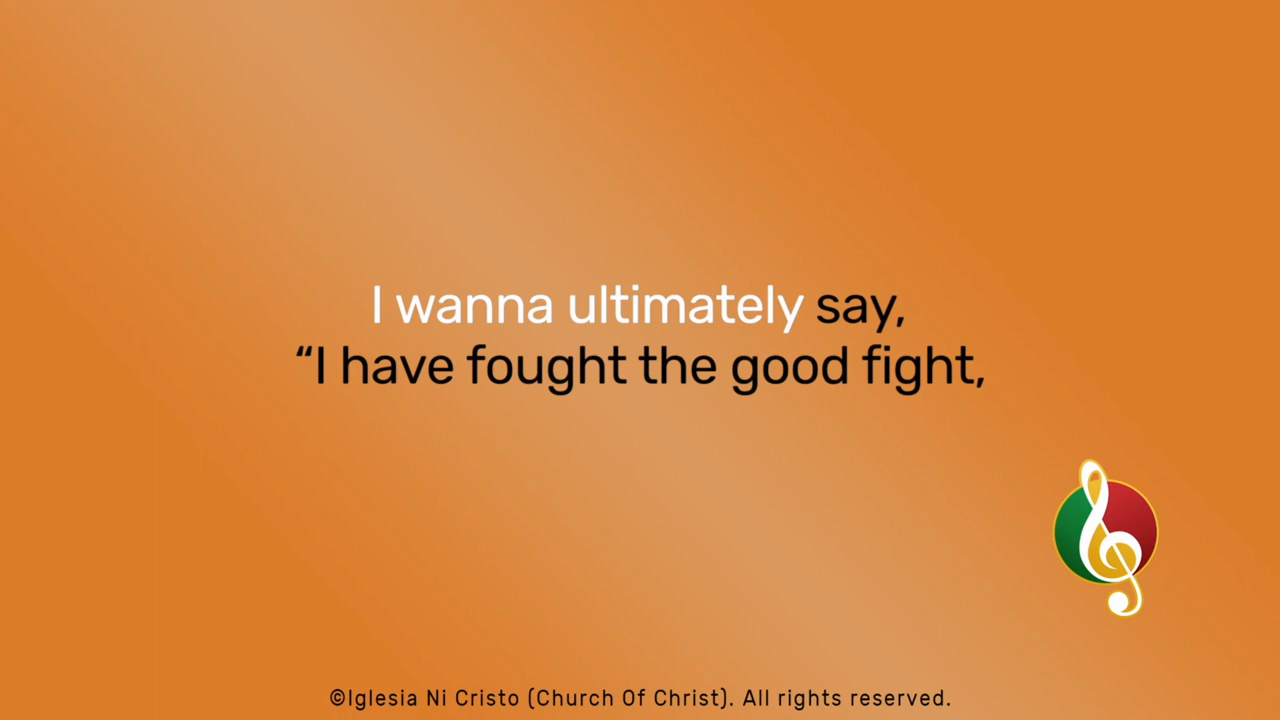 I wanna ultimately say,
“I have fought the good fight,
©Iglesia Ni Cristo (Church Of Christ). All rights reserved.